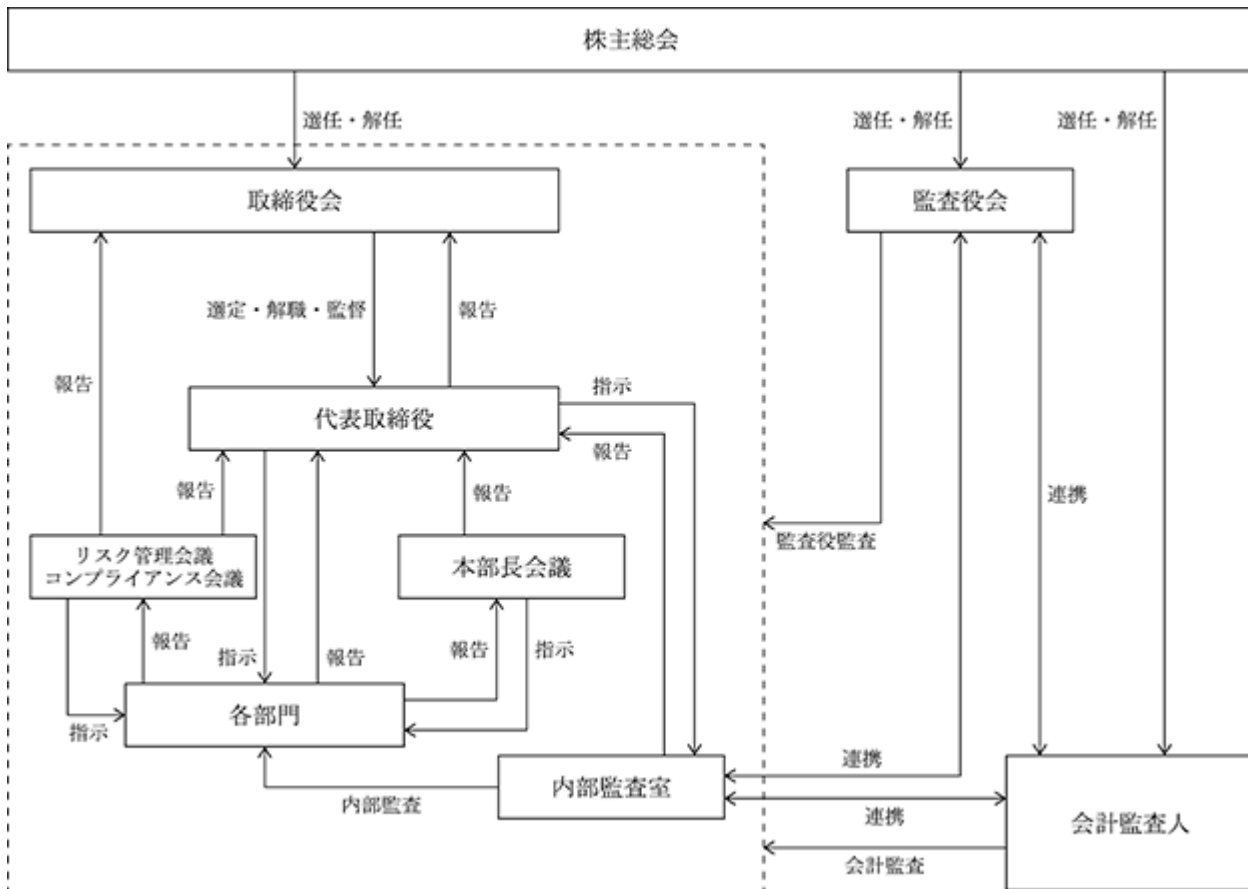 株主総会
選任・解任
選任・解任
選任・解任
取締役会
監査役会
選定・解職・監督
報告
報告
指示
代表取締役
報告
報告
報告
連携
リスク管理会議
コンプライアンス会議
本部長会議
監査役監査
報告
指示
報告
報告
指示
各部門
指示
連携
内部監査室
内部監査
連携
会計監査人
会計監査